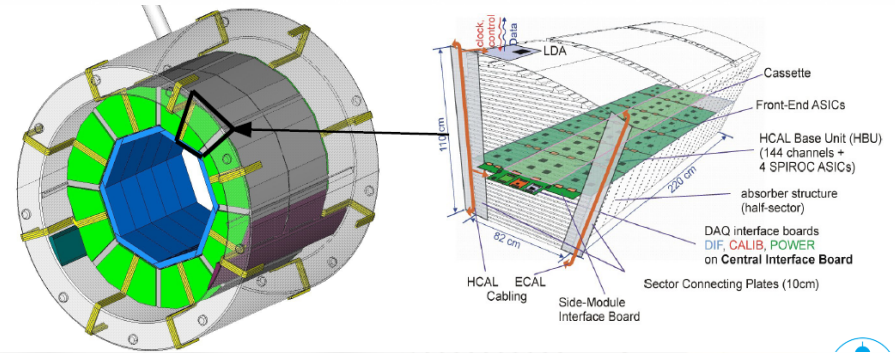 clock,
control
Data
LDA
Cassette
Front-End ASICs
110 cm
HCAL Base Unit (HBU)
(144 channels +
4 SPIROC ASICs)
220 cm
absorber structure
(half-sector)
82 cm
DAQ interface boards
DIF, CALIB, POWER
on Central Interface Board
HCAL ECAL
Cabling
Sector Connecting Plates (10cm)
Side-Module
Interface Board